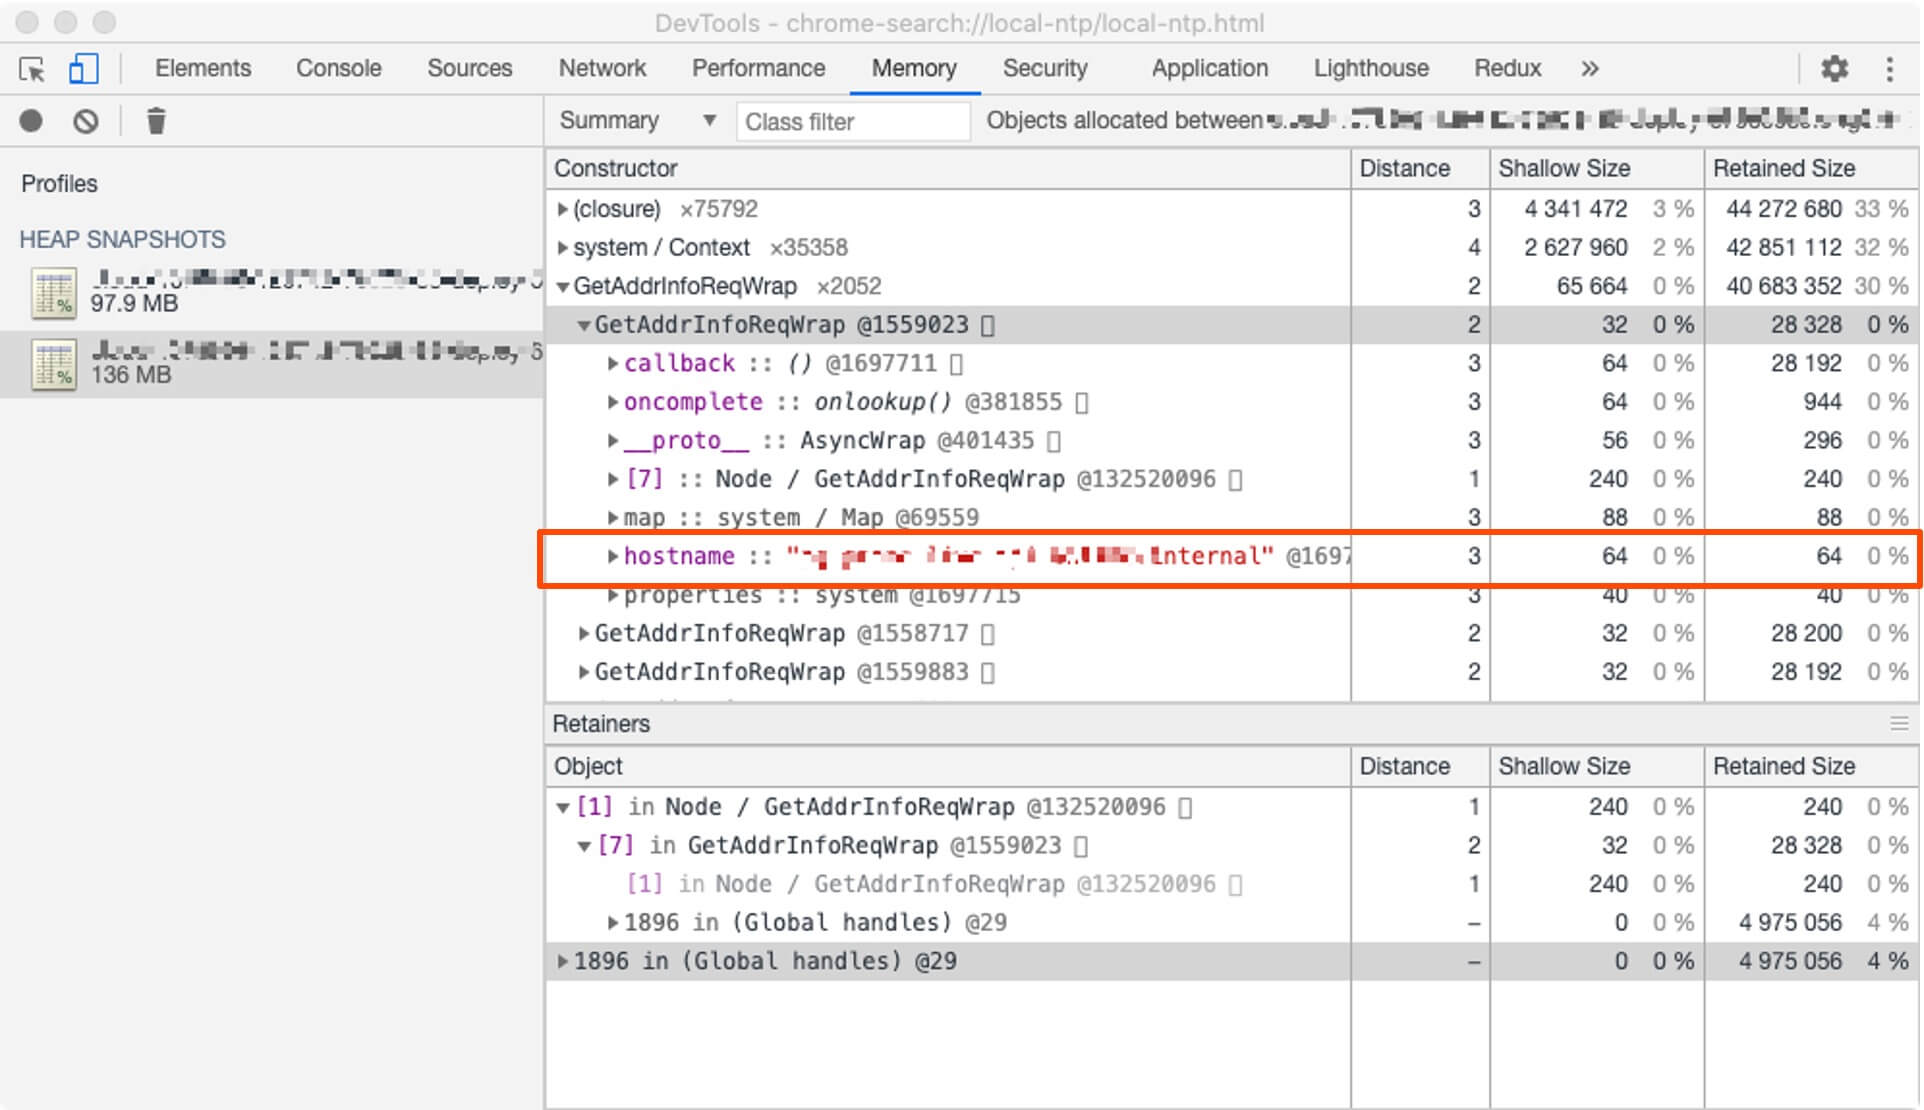 DevTools - chrome-search://local-ntp/local-ntp.html
Elements Console Sources Network Performance Memory Security Application Lighthouse Redux »
Summary ▼ Class filter Objects allocated between
Profiles
HEAP SNAPSHOTS
97.9 MB
136 MB
Constructor Distance Shallow Size Retained Size
(closure) ×75792 3 4 341 472 3 % 44 272 680 33 %
system / Context ×35358 4 2 627 960 2 % 42 851 112 32 %
GetAddrInfoReqWrap ×2052 2 65 664 0 % 40 683 352 30 %
GetAddrInfoReqWrap @1559023 2 32 0 % 28 328 0 %
callback :: () @1697711 3 64 0 % 28 192 0 %
oncomplete :: onlookup() @381855 3 64 0 % 944 0 %
__proto__ :: AsyncWrap @401435 3 56 0 % 296 0 %
[7] :: Node / GetAddrInfoReqWrap @132520096 1 240 0 % 240 0 %
map :: system / Map @69559 3 88 0 % 88 0 %
hostname :: " internal" @1697 3 64 0 % 64 0 %
properties :: system @1697715 3 40 0 % 40 0 %
GetAddrInfoReqWrap @1558717 2 32 0 % 28 200 0 %
GetAddrInfoReqWrap @1559883 2 32 0 % 28 192 0 %
Retainers
Object Distance Shallow Size Retained Size
[1] in Node / GetAddrInfoReqWrap @132520096 1 240 0 % 240 0 %
[7] in GetAddrInfoReqWrap @1559023 2 32 0 % 28 328 0 %
[1] in Node / GetAddrInfoReqWrap @132520096 1 240 0 % 240 0 %
1896 in (Global handles) @29 – 0 0 % 4 975 056 4 %
1896 in (Global handles) @29 – 0 0 % 4 975 056 4 %